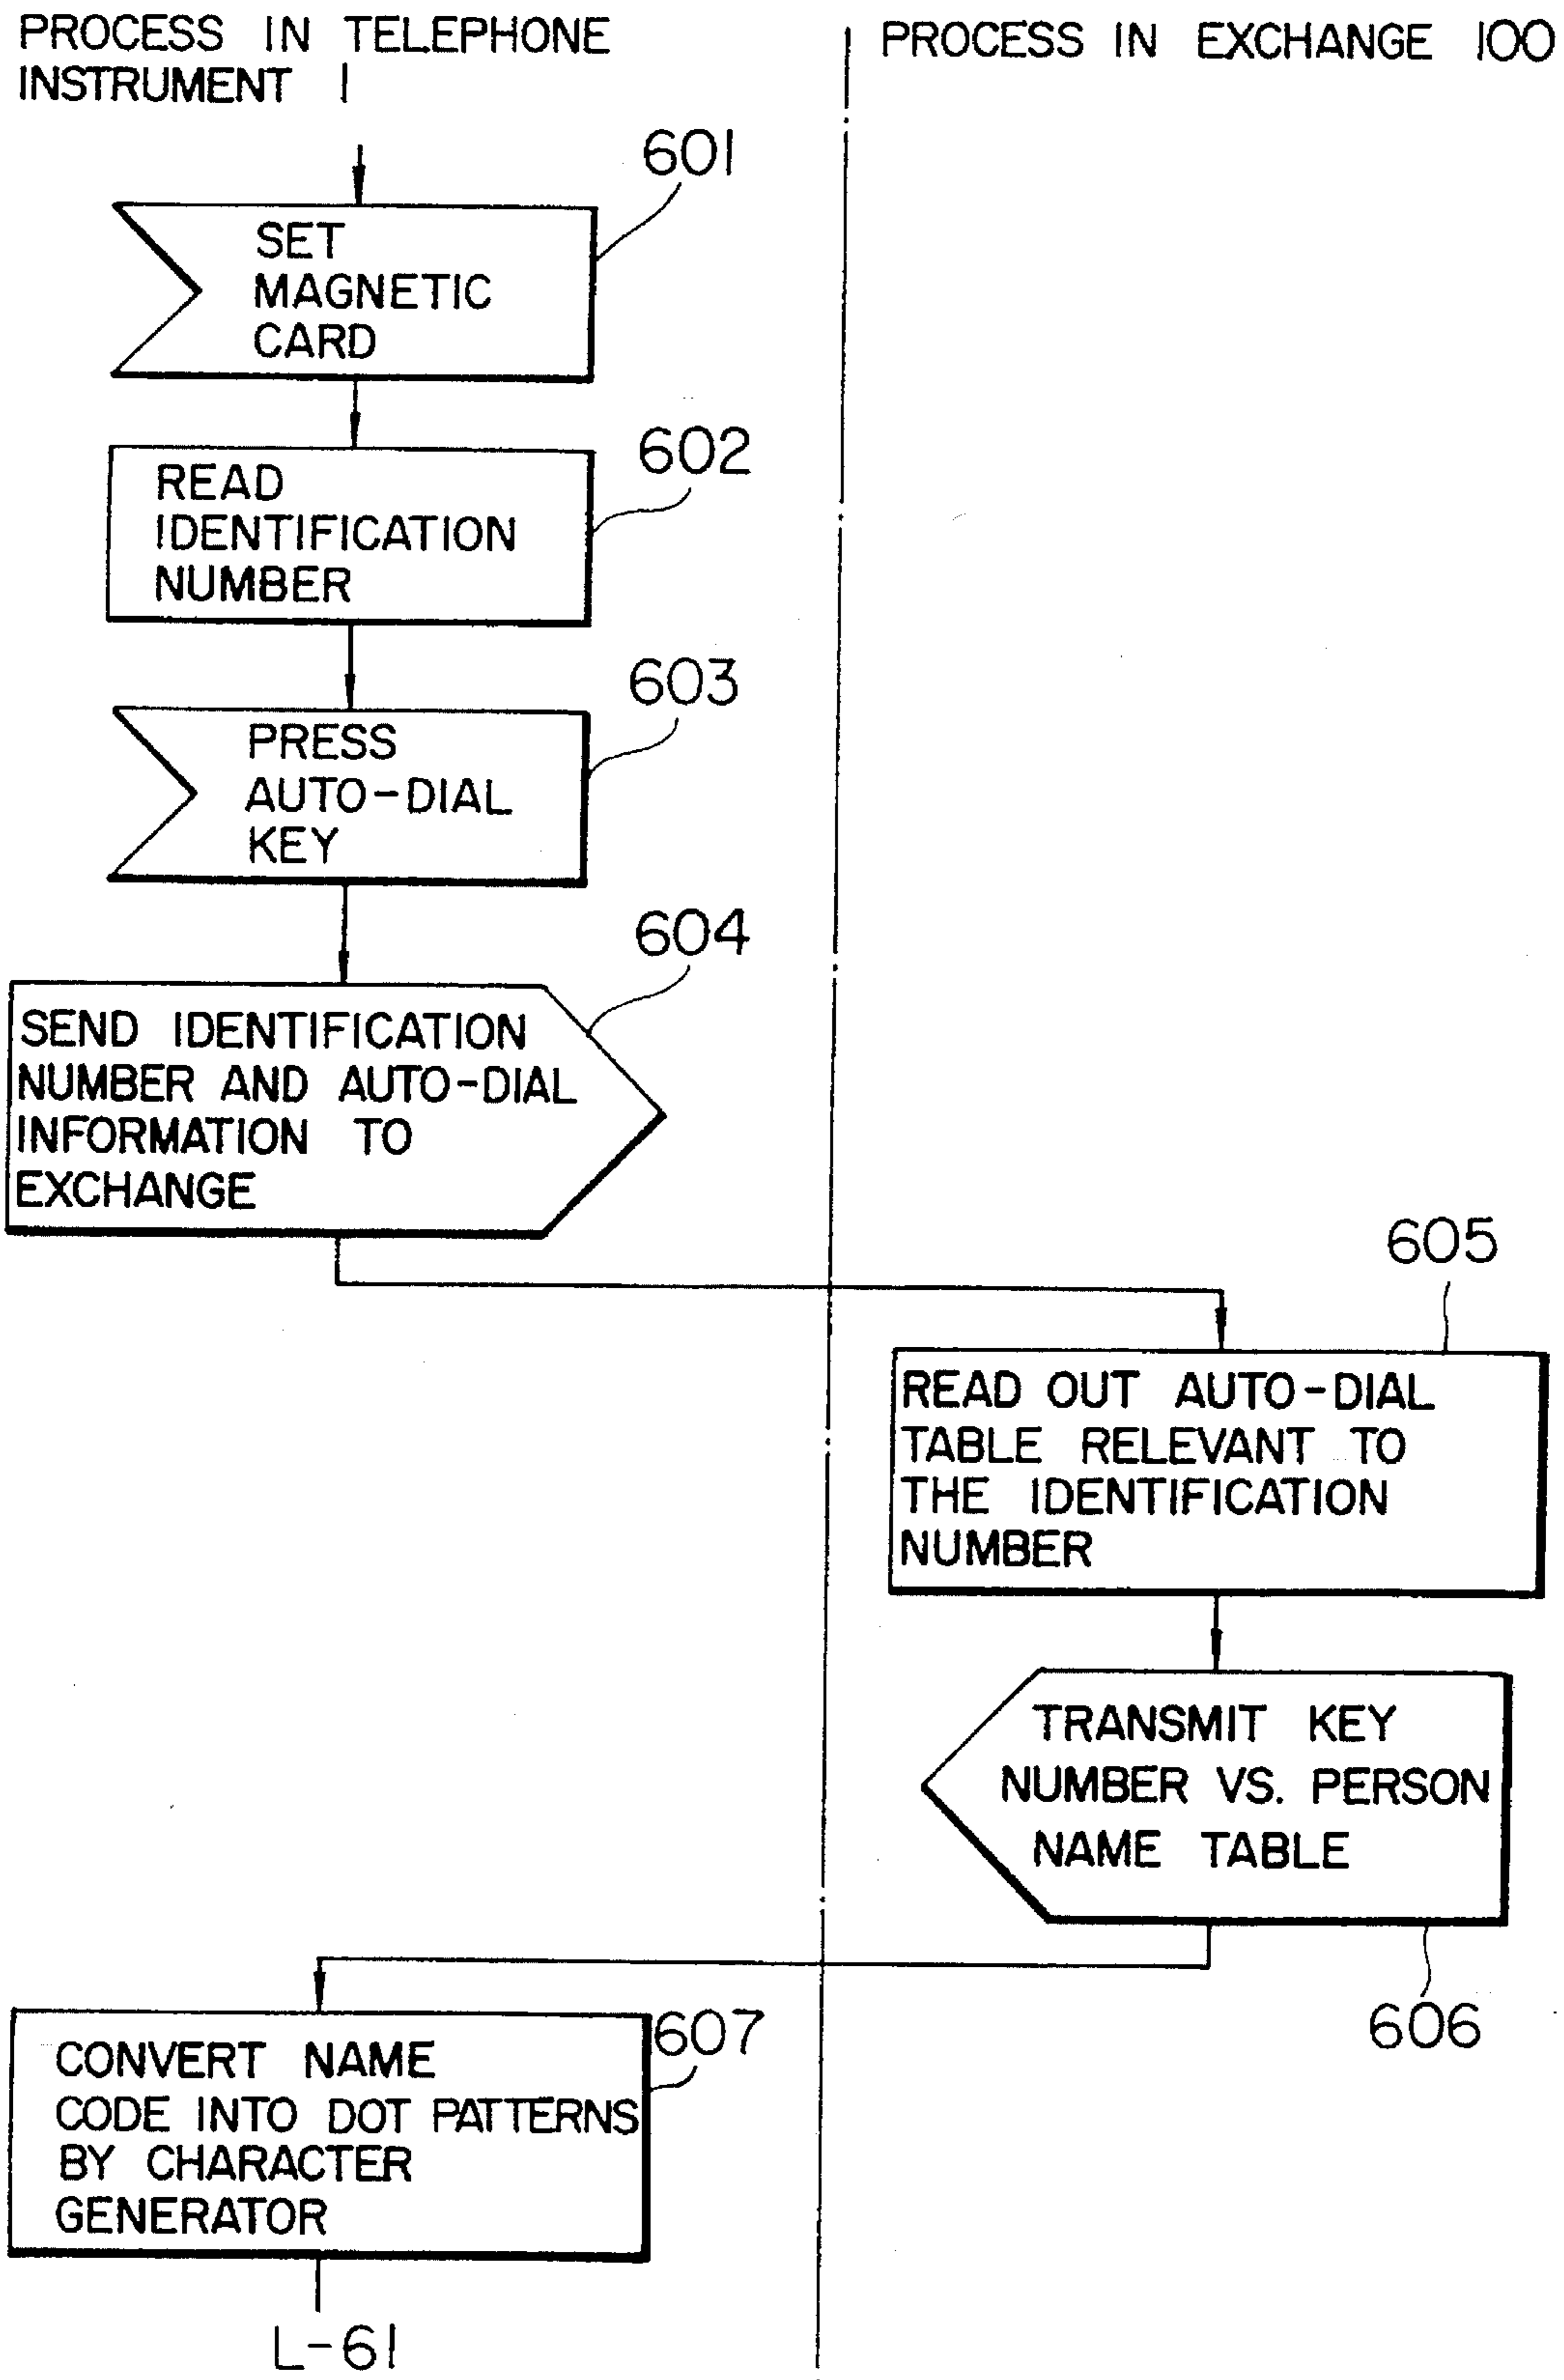 PROCESS IN TELEPHONE
INSTRUMENT 1
PROCESS IN EXCHANGE 100
601
SET
MAGNETIC
CARD
602
READ
IDENTIFICATION
NUMBER
603
PRESS
AUTO-DIAL
KEY
604
SEND IDENTIFICATION
NUMBER AND AUTO-DIAL
INFORMATION TO
EXCHANGE
605
READ OUT AUTO-DIAL
TABLE RELEVANT TO
THE IDENTIFICATION
NUMBER
TRANSMIT KEY
NUMBER VS. PERSON
NAME TABLE
606
607
CONVERT NAME
CODE INTO DOT PATTERNS
BY CHARACTER
GENERATOR
L-61